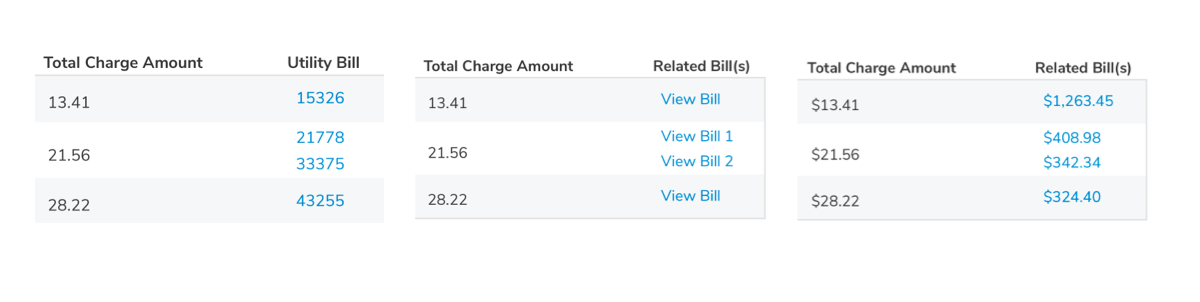 Total Charge Amount Utility Bill
13.41 15326
21.56 21778
33375
28.22 43255
Total Charge Amount Related Bill(s)
13.41 View Bill
21.56 View Bill 1
View Bill 2
28.22 View Bill
Total Charge Amount Related Bill(s)
$13.41 $1,263.45
$21.56 $408.98
$342.34
$28.22 $324.40